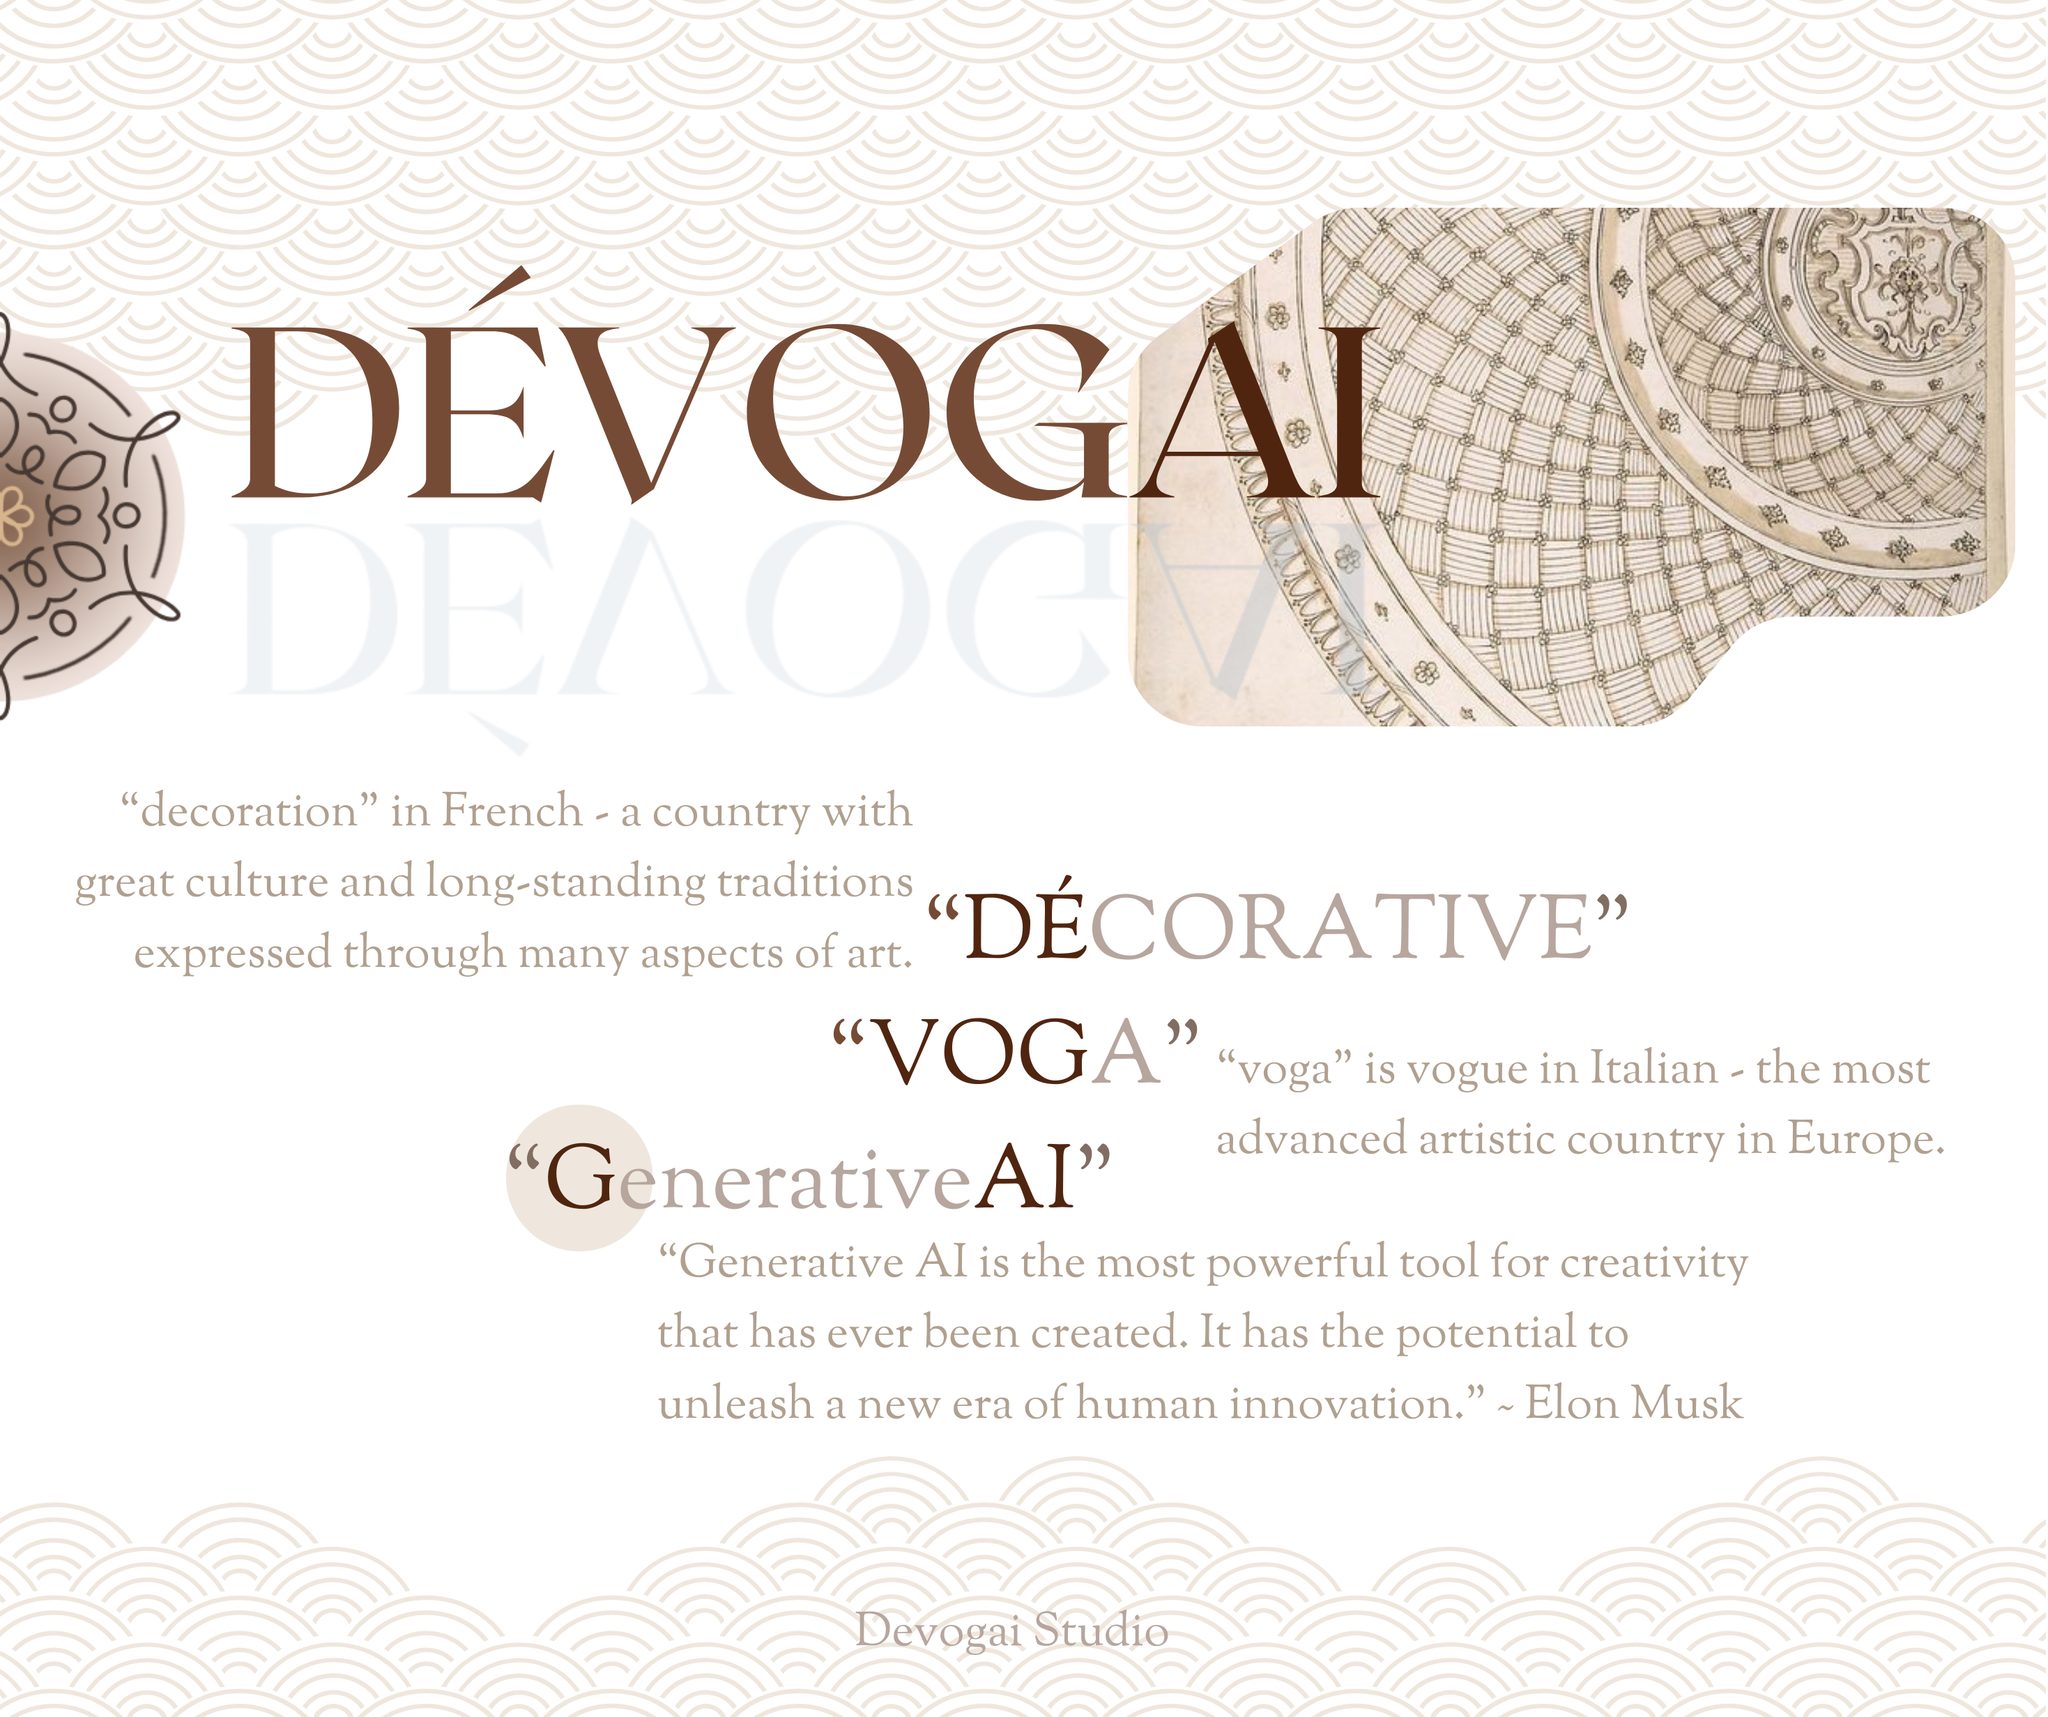 DÉVOGAI
“decoration” in French - a country with
great culture and long-standing traditions
expressed through many aspects of art.
“DÉCORATIVE”
“VOGA”
“voga” is vogue in Italian - the most
advanced artistic country in Europe.
“GenerativeAI”
“Generative AI is the most powerful tool for creativity
that has ever been created. It has the potential to
unleash a new era of human innovation.” ~ Elon Musk
Devogai Studio